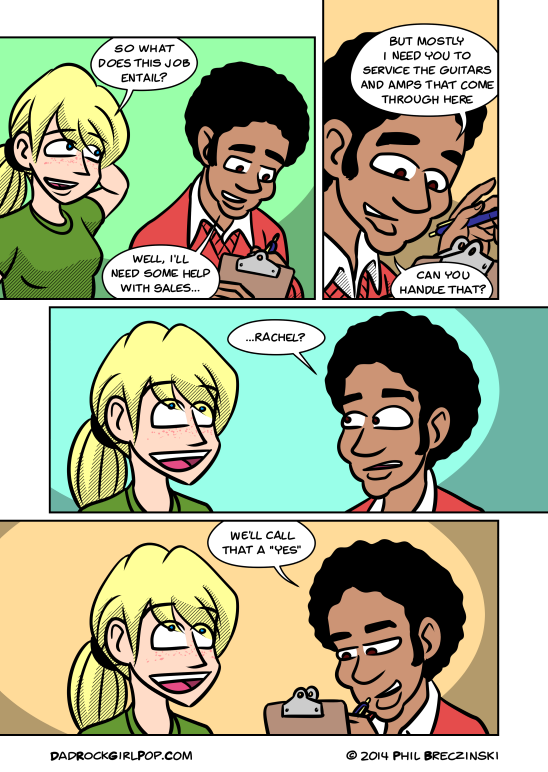 SO WHAT
DOES THIS JOB
ENTAIL?
WELL, I'LL
NEED SOME HELP
WITH SALES...
BUT MOSTLY
I NEED YOU TO
SERVICE THE GUITARS
AND AMPS THAT COME
THROUGH HERE
CAN YOU
HANDLE THAT?
...RACHEL?
WE'LL CALL
THAT A "YES"
DADROCKGIRLPOP.COM
© 2014 PHIL BRECZINSKI